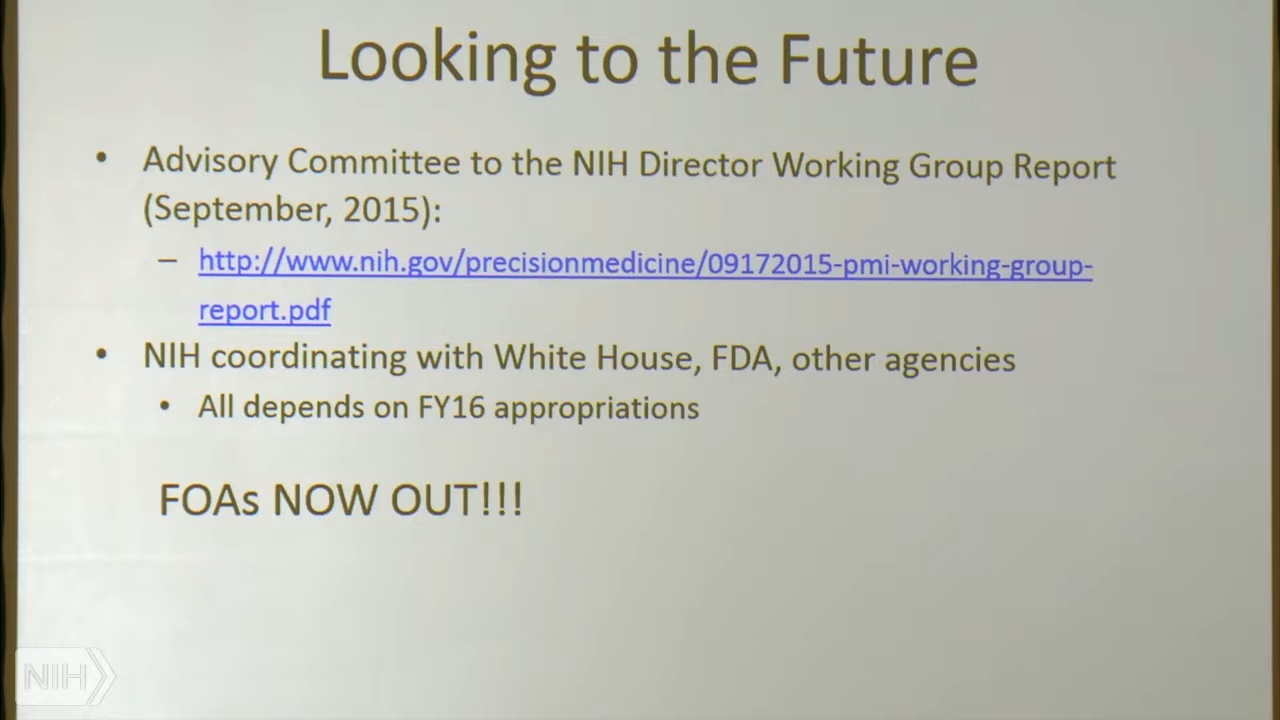 Looking to the Future
• Advisory Committee to the NIH Director Working Group Report
(September, 2015):
– http://www.nih.gov/precisionmedicine/09172015-pmi-working-group-
report.pdf
• NIH coordinating with White House, FDA, other agencies
• All depends on FY16 appropriations
FOAs NOW OUT!!!
NIH